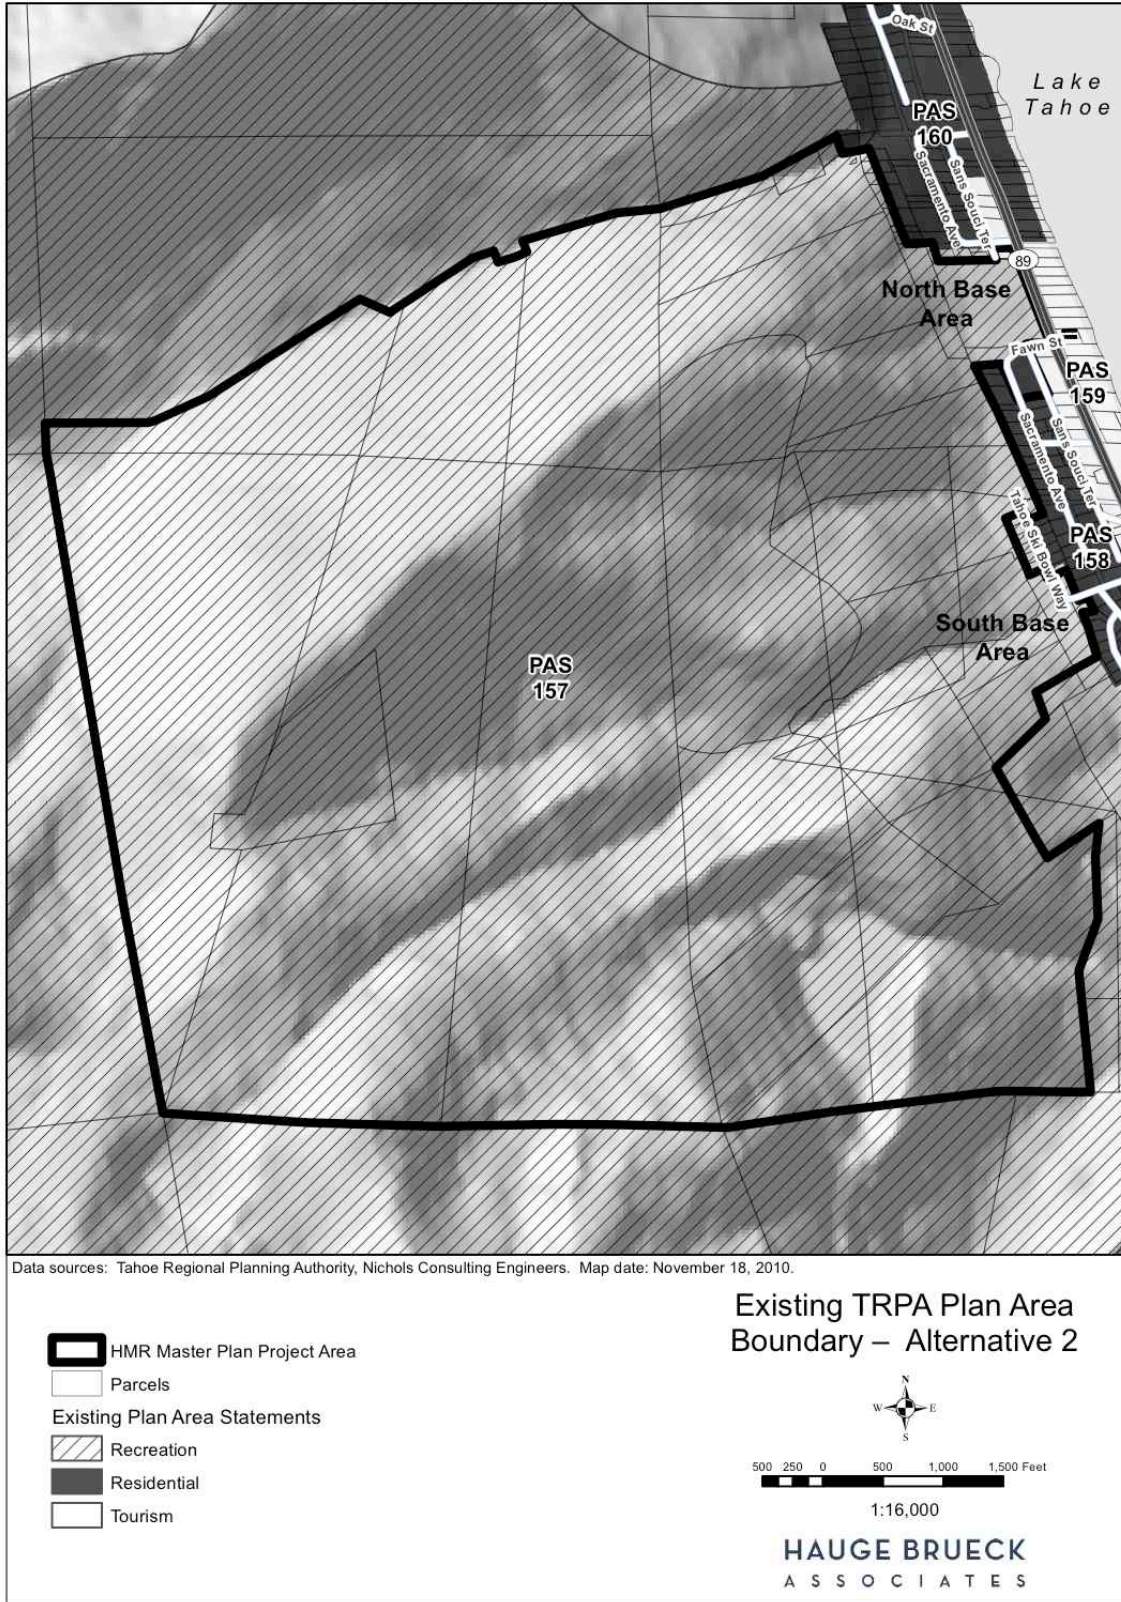 Oak St
Lake
Tahoe
PAS
160
Sacramento Ave
Sans Souci Ter
89
North Base
Area
Fawn St
PAS
159
Sacramento Ave
Sans Souci Ter
Tahoe Ski Bowl Way
PAS
158
South Base
Area
PAS
157
Data sources:  Tahoe Regional Planning Authority, Nichols Consulting Engineers.  Map date: November 18, 2010.
Existing TRPA Plan Area
Boundary –  Alternative 2
HMR Master Plan Project Area
Parcels
Existing Plan Area Statements
Recreation
Residential
Tourism
N
W E
S
500 250 0 500 1,000 1,500 Feet
1:16,000
HAUGE BRUECK
ASSOCIATES